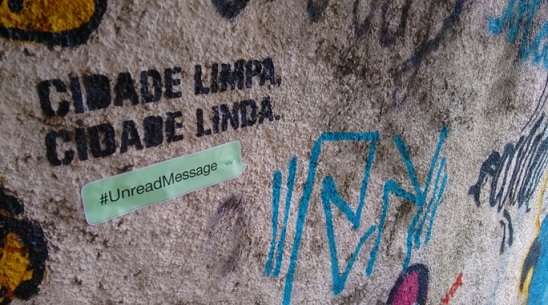 CIDADE LIMPA.
CIDADE LINDA.
#UnreadMessage